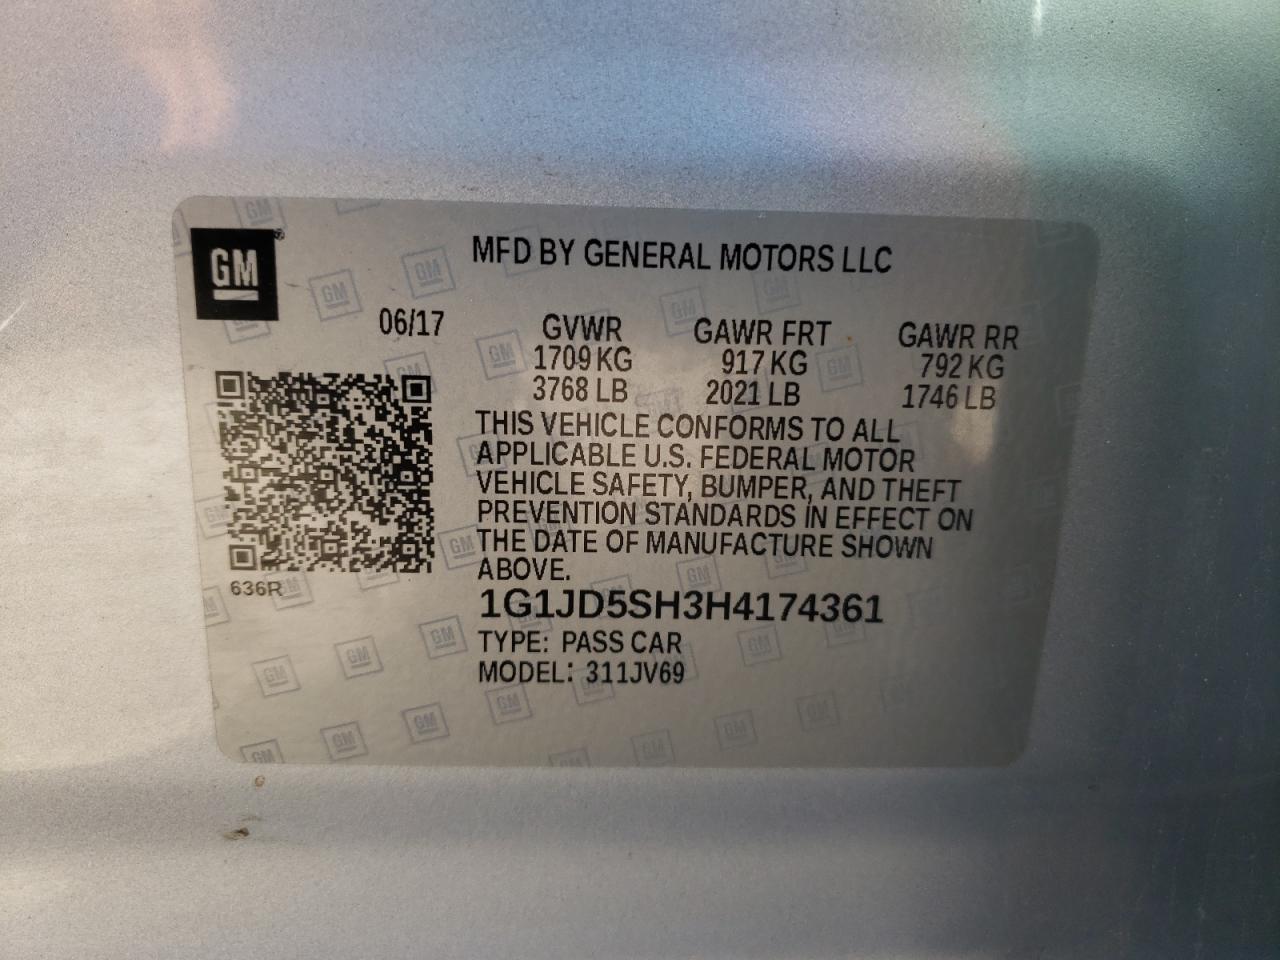 GM
MFD BY GENERAL MOTORS LLC
06/17
GVWR GAWR FRT GAWR RR
1709 KG 917 KG 792 KG
3768 LB 2021 LB 1746 LB
THIS VEHICLE CONFORMS TO ALL
APPLICABLE U.S. FEDERAL MOTOR
VEHICLE SAFETY, BUMPER, AND THEFT
PREVENTION STANDARDS IN EFFECT ON
THE DATE OF MANUFACTURE SHOWN
ABOVE.
636R
1G1JD5SH3H4174361
TYPE: PASS CAR
MODEL: 311JV69